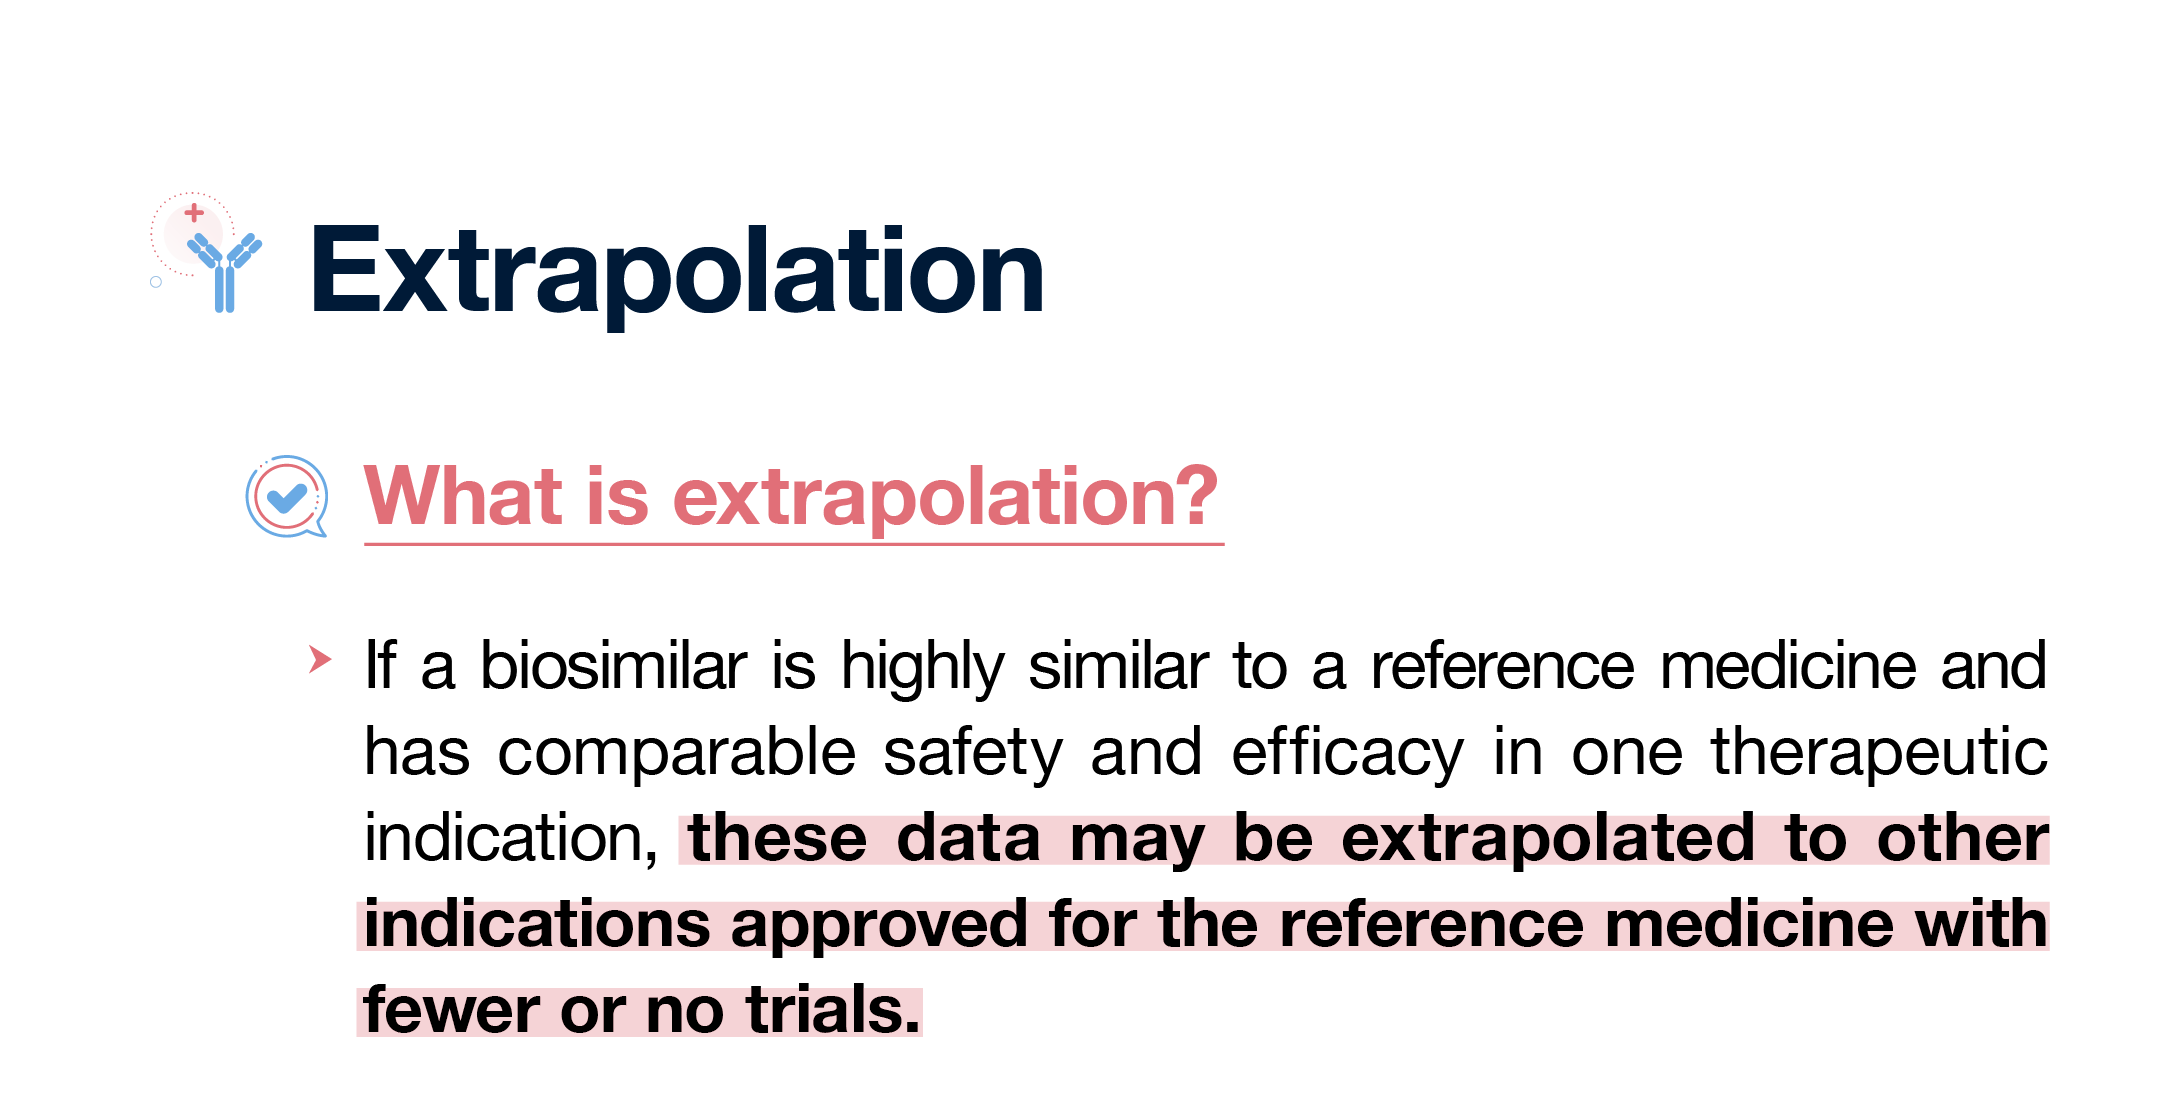 Extrapolation
What is extrapolation?
If a biosimilar is highly similar to a reference medicine and
has comparable safety and efficacy in one therapeutic
indication, these data may be extrapolated to other
indications approved for the reference medicine with
fewer or no trials.